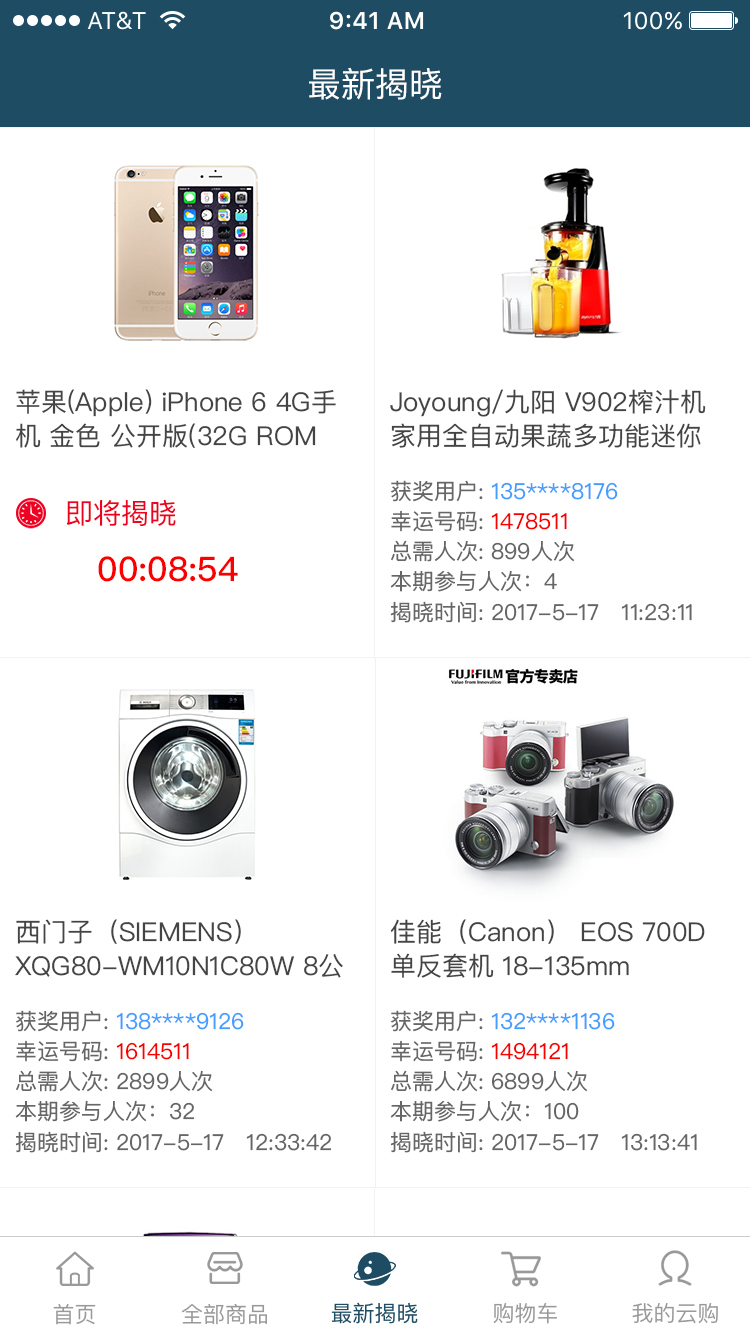 AT&T 9:41 AM 100%
最新揭晓
iPhone
苹果(Apple) iPhone 6 4G手
机 金色 公开版(32G ROM
即将揭晓
00:08:54
Joyoung/九阳 V902榨汁机
家用全自动果蔬多功能迷你
获奖用户: 135****8176
幸运号码: 1478511
总需人次: 899人次
本期参与人次: 4
揭晓时间: 2017-5-17 11:23:11
西门子（SIEMENS）
XQG80-WM10N1C80W 8公
获奖用户: 138****9126
幸运号码: 1614511
总需人次: 2899人次
本期参与人次: 32
揭晓时间: 2017-5-17 12:33:42
FUJIFILM 官方专卖店
Value from Innovation
佳能（Canon） EOS 700D
单反套机 18-135mm
获奖用户: 132****1136
幸运号码: 1494121
总需人次: 6899人次
本期参与人次: 100
揭晓时间: 2017-5-17 13:13:41
首页 全部商品 最新揭晓 购物车 我的云购